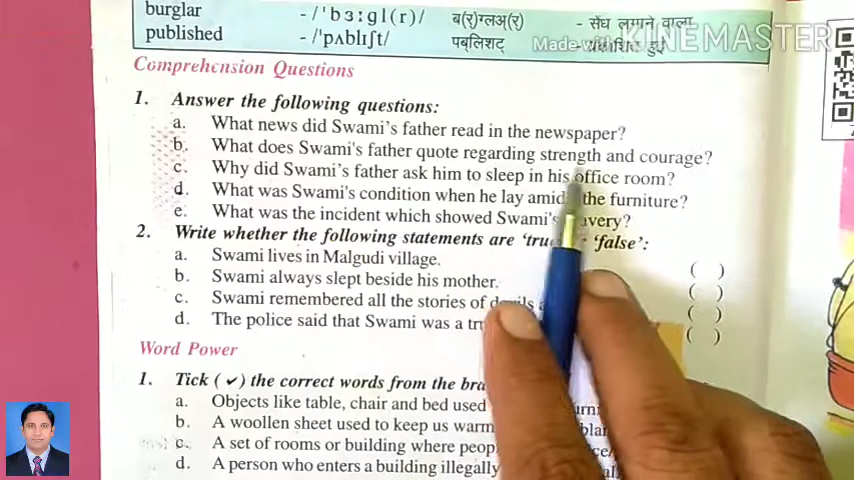 burglar - /'bɜːgl(r)/ ब(र्)ग्लअ्(र्) - सेंध लगाने वाला
published - /'pʌblɪʃt/ पब्लिशट् - प्रकाशित हुई
Made with KINEMASTER
Comprehension Questions
1. Answer the following questions:
a. What news did Swami's father read in the newspaper?
b. What does Swami's father quote regarding strength and courage?
c. Why did Swami's father ask him to sleep in his office room?
d. What was Swami's condition when he lay amid the furniture?
e. What was the incident which showed Swami's
2. Write whether the following statements are 'true 'false':
a. Swami lives in Malgudi village. ( )
b. Swami always slept beside his mother. ( )
c. Swami remembered all the stories of devils ( )
d. The police said that Swami was a ( )
Word Power
1. Tick (✔) the correct words from the
a. Objects like table, chair and bed used
b. A woollen sheet used to keep us warm
c. A set of rooms or building where
d. A person who enters a building illegally